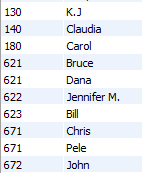 130 K.J
140 Claudia
180 Carol
621 Bruce
621 Dana
622 Jennifer M.
623 Bill
671 Chris
671 Pele
672 John